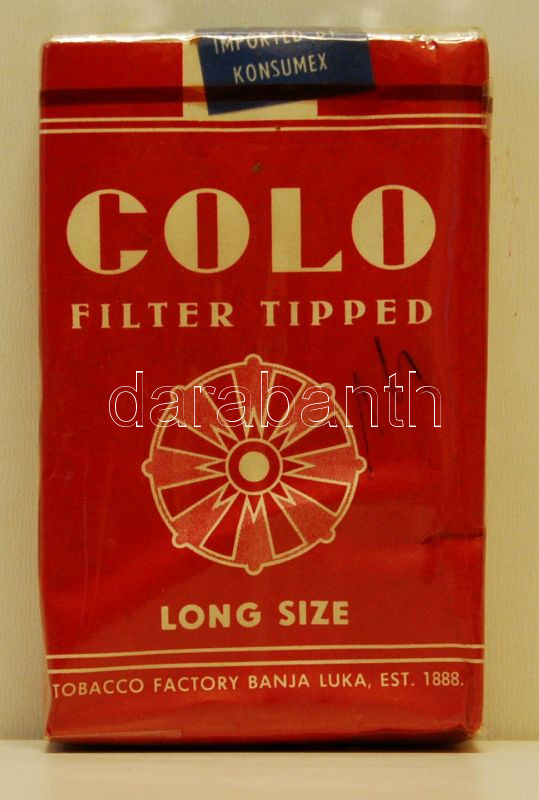 IMPORTED BY
KONSUMEX
COLO
FILTER TIPPED
darabanth
LONG SIZE
TOBACCO FACTORY BANJA LUKA, EST. 1888.